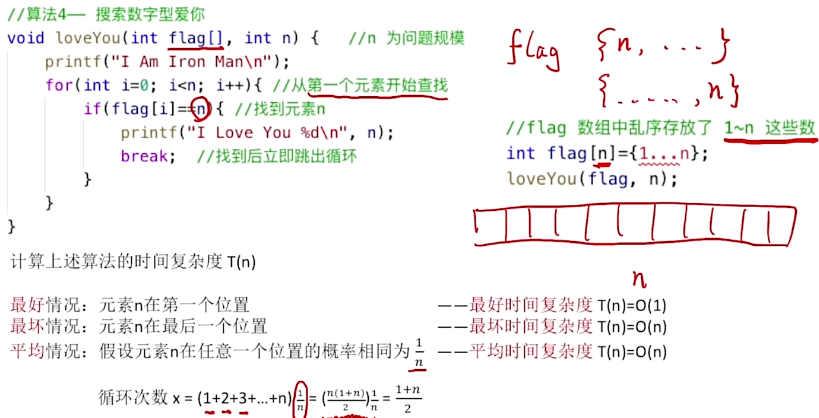 //算法4—— 搜索数字型爱你
void loveYou(int flag[], int n) {   //n 为问题规模
    printf("I Am Iron Man\n");
    for(int i=0; i<n; i++){ //从第一个元素开始查找
        if(flag[i]==n){ //找到元素n
            printf("I Love You %d\n", n);
            break;  //找到后立即跳出循环
        }
    }
}
flag {n, ...}
{....., n}
//flag 数组中乱序存放了 1~n 这些数
int flag[n]={1...n};
loveYou(flag, n);
n
计算上述算法的时间复杂度 T(n)
最好情况：元素n在第一个位置 ——最好时间复杂度 T(n)=O(1)
最坏情况：元素n在最后一个位置 ——最坏时间复杂度 T(n)=O(n)
平均情况：假设元素n在任意一个位置的概率相同为 1/n ——平均时间复杂度 T(n)=O(n)
循环次数 x = (1+2+3+…+n) 1/n = (n(1+n)/2) 1/n = (1+n)/2